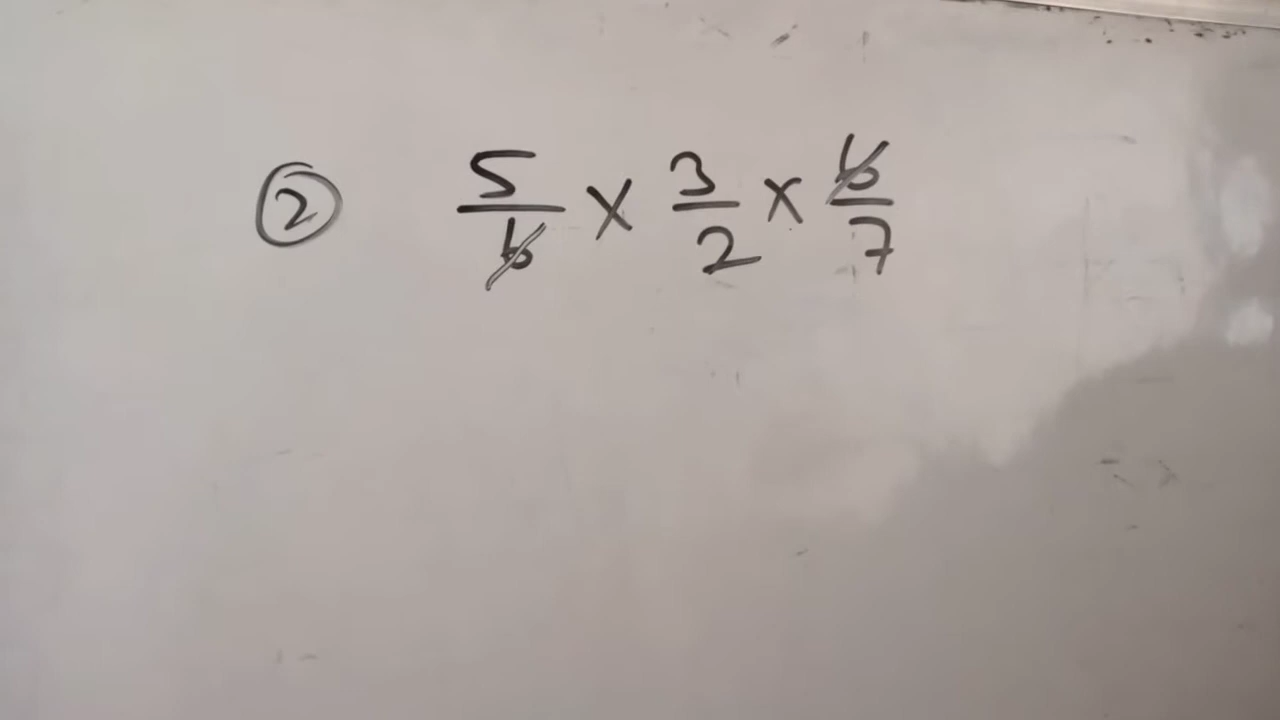 ② 5/6 × 3/2 × 6/7